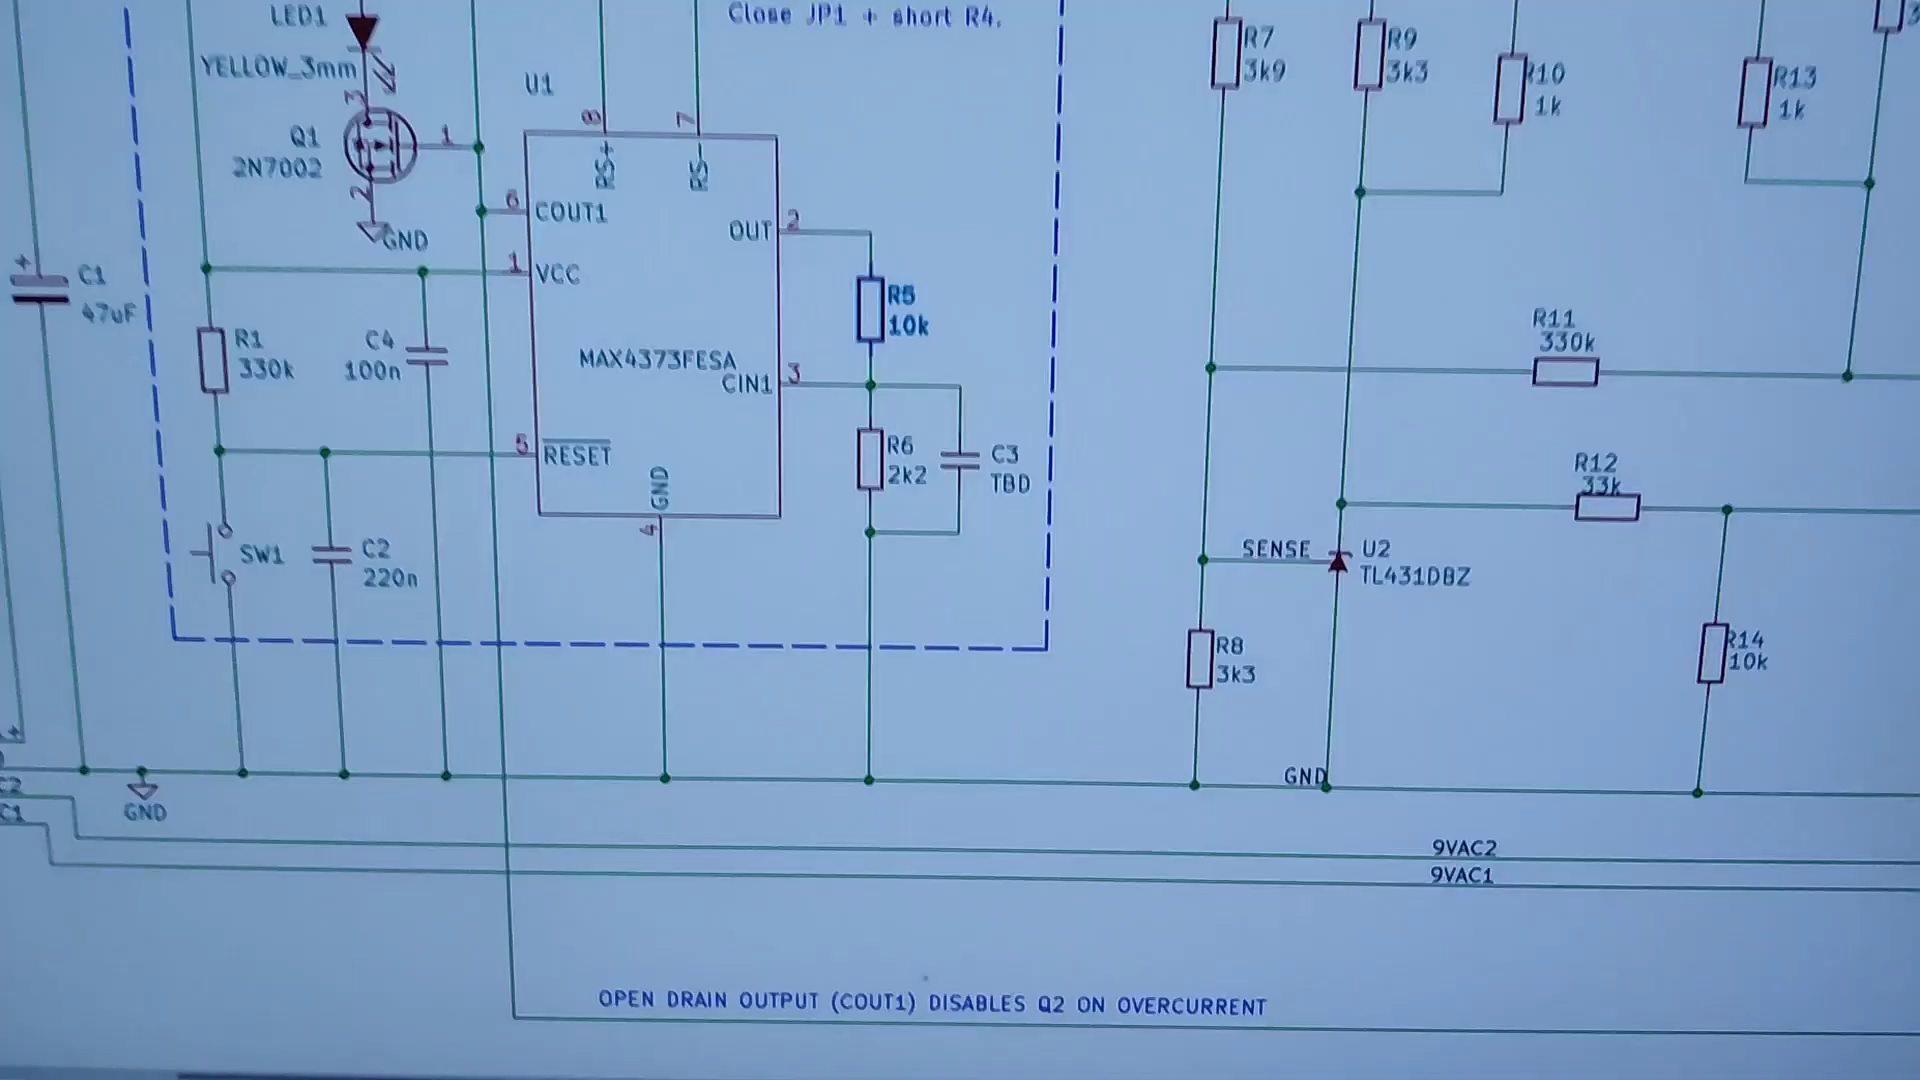 LED1
Close JP1 + short R4.
YELLOW_3mm
3
U1
R7
3k9
R9
3k3
R10
1k
R13
1k
Q1
2N7002
1
2
GND
8
7
RS+
RS-
6
COUT1
OUT
2
1
VCC
+
C1
47uF
R1
330k
C4
100n
R5
10k
MAX4373FESA
CIN1
3
R11
330k
5
RESET
GND
4
R6
2k2
C3
TBD
R12
33k
SW1
C2
220n
SENSE
U2
TL431DBZ
R8
3k3
R14
10k
+
GND
GND
C2
C1
9VAC2
9VAC1
OPEN DRAIN OUTPUT (COUT1) DISABLES Q2 ON OVERCURRENT